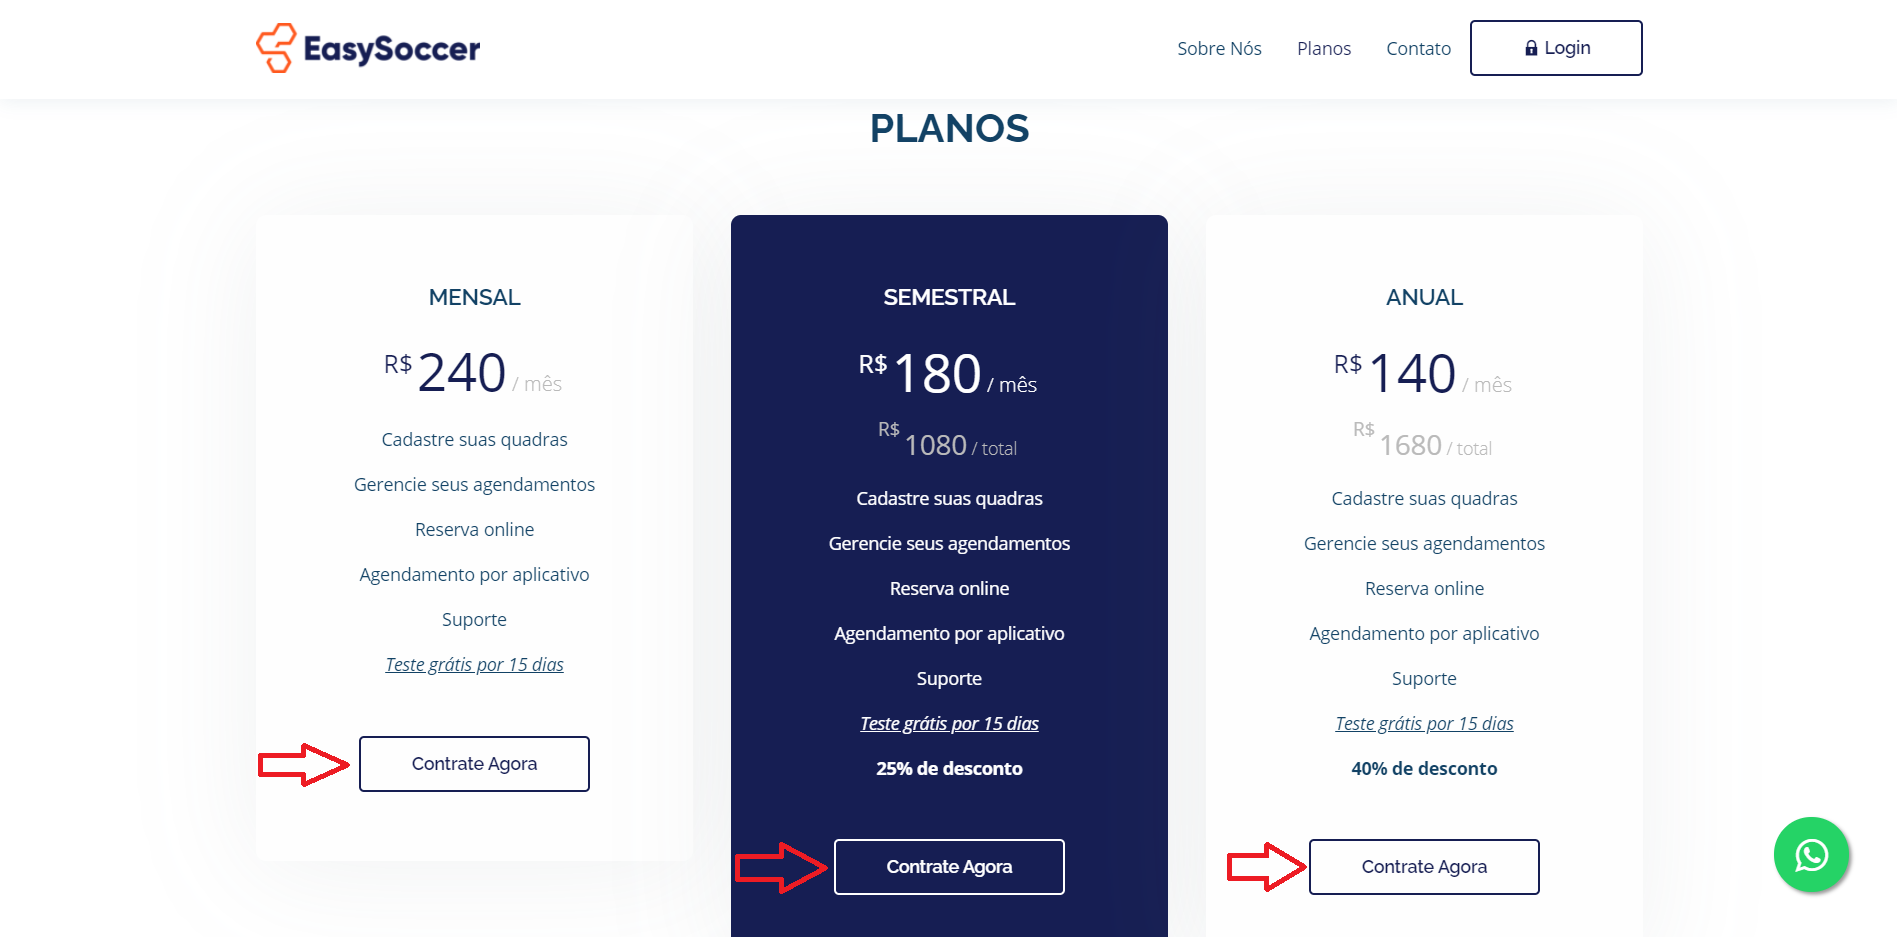 EasySoccer
Sobre Nós
Planos
Contato
Login
PLANOS
MENSAL
R$ 240 / mês
Cadastre suas quadras
Gerencie seus agendamentos
Reserva online
Agendamento por aplicativo
Suporte
Teste grátis por 15 dias
Contrate Agora
SEMESTRAL
R$ 180 / mês
R$ 1080 / total
Cadastre suas quadras
Gerencie seus agendamentos
Reserva online
Agendamento por aplicativo
Suporte
Teste grátis por 15 dias
25% de desconto
Contrate Agora
ANUAL
R$ 140 / mês
R$ 1680 / total
Cadastre suas quadras
Gerencie seus agendamentos
Reserva online
Agendamento por aplicativo
Suporte
Teste grátis por 15 dias
40% de desconto
Contrate Agora